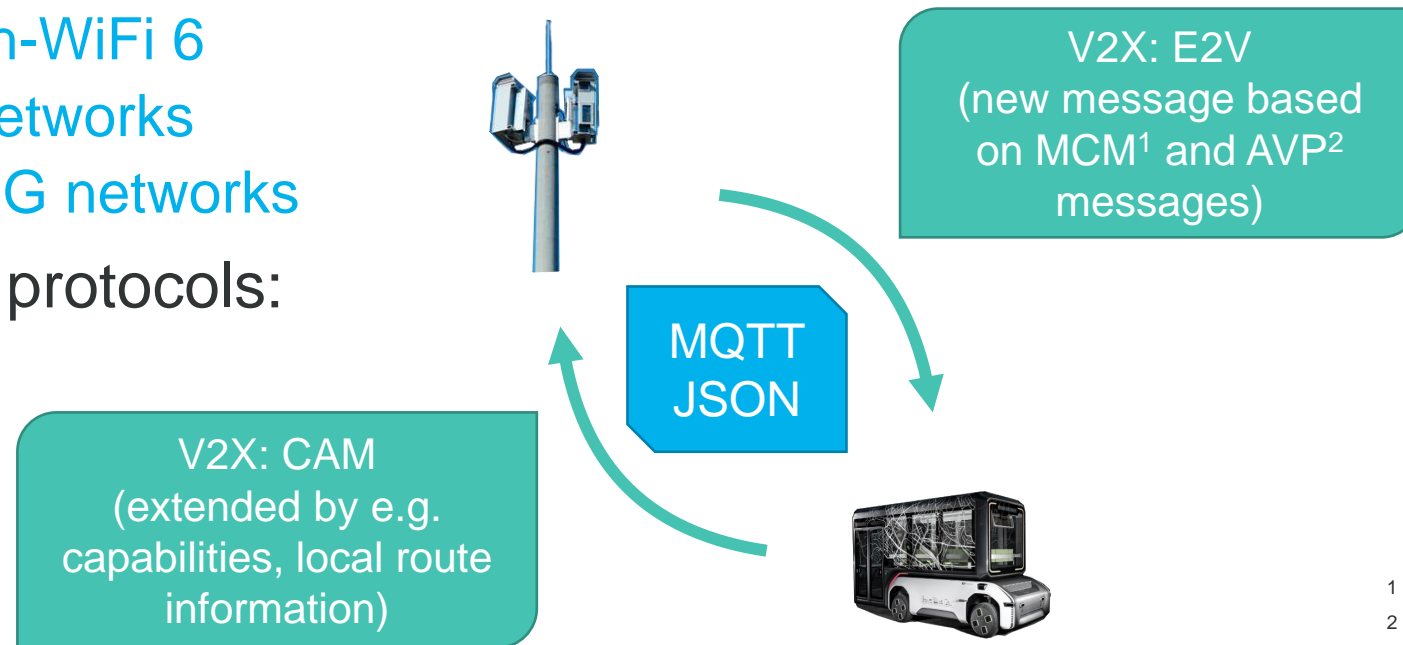 n-WiFi 6
etworks
G networks
protocols:
V2X: E2V
(new message based
on MCM¹ and AVP²
messages)
MQTT
JSON
V2X: CAM
(extended by e.g.
capabilities, local route
information)
1
2